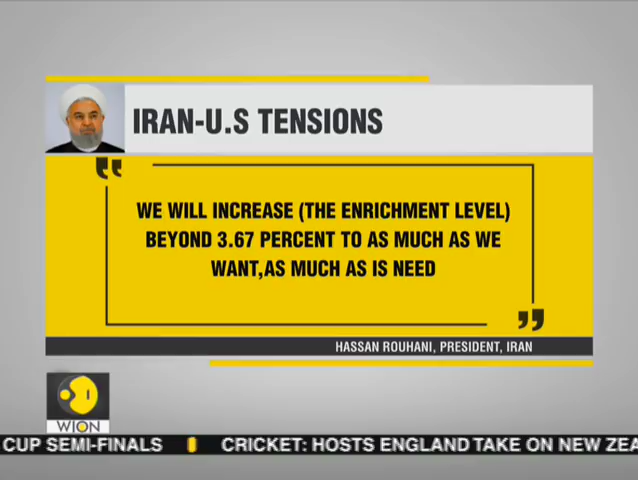 IRAN-U.S TENSIONS
WE WILL INCREASE (THE ENRICHMENT LEVEL)
BEYOND 3.67 PERCENT TO AS MUCH AS WE
WANT,AS MUCH AS IS NEED
HASSAN ROUHANI, PRESIDENT, IRAN
WION
CUP SEMI-FINALS CRICKET: HOSTS ENGLAND TAKE ON NEW ZEA